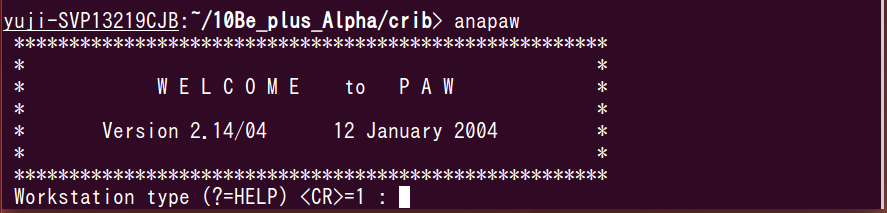 yuji-SVP13219CJB:~/10Be_plus_Alpha/crib> anapaw
******************************************************
*                                                    *
*            W E L C O M E    to   P A W             *
*                                                    *
*       Version 2.14/04      12 January 2004         *
*                                                    *
******************************************************
Workstation type (?=HELP) <CR>=1 :